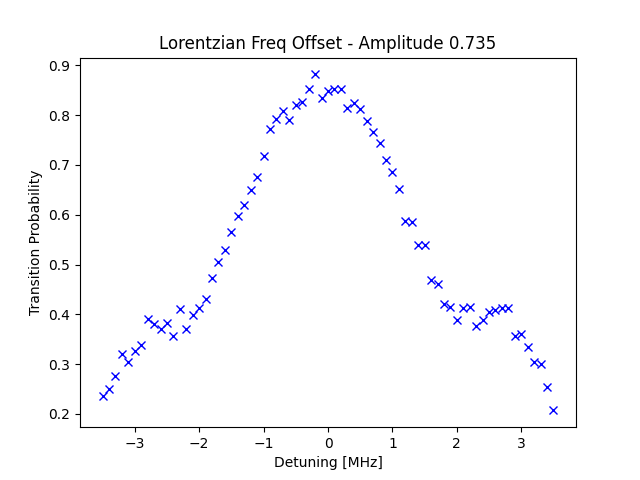 Lorentzian Freq Offset - Amplitude 0.735
Transition Probability
0.9
0.8
0.7
0.6
0.5
0.4
0.3
0.2
−3 −2 −1 0 1 2 3
Detuning [MHz]